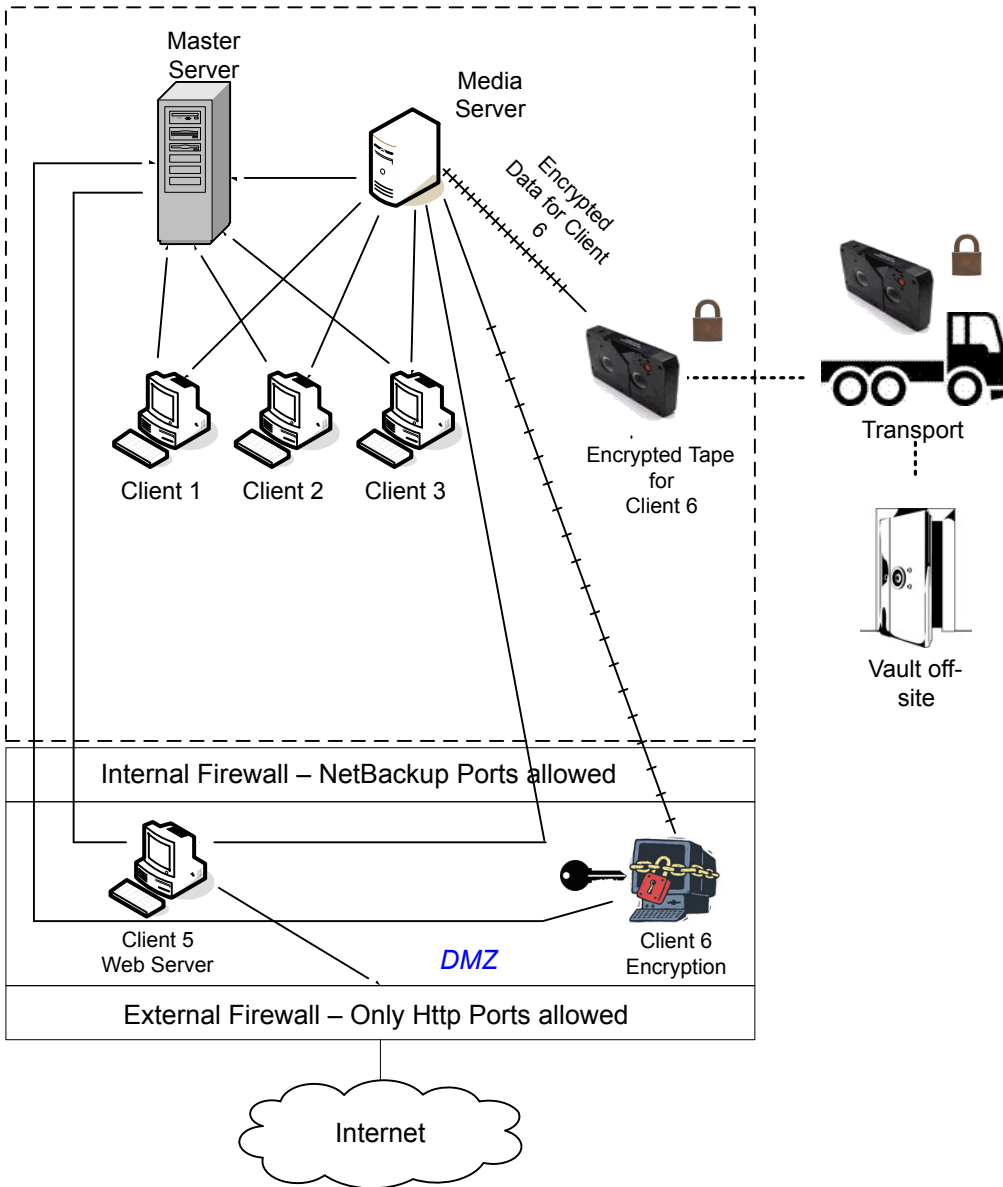 Master
Server
Media
Server
Encrypted
Data for Client
6
Client 1
Client 2
Client 3
Encrypted Tape
for
Client 6
Transport
Vault off-
site
Internal Firewall – NetBackup Ports allowed
Client 5
Web Server
DMZ
Client 6
Encryption
External Firewall – Only Http Ports allowed
Internet